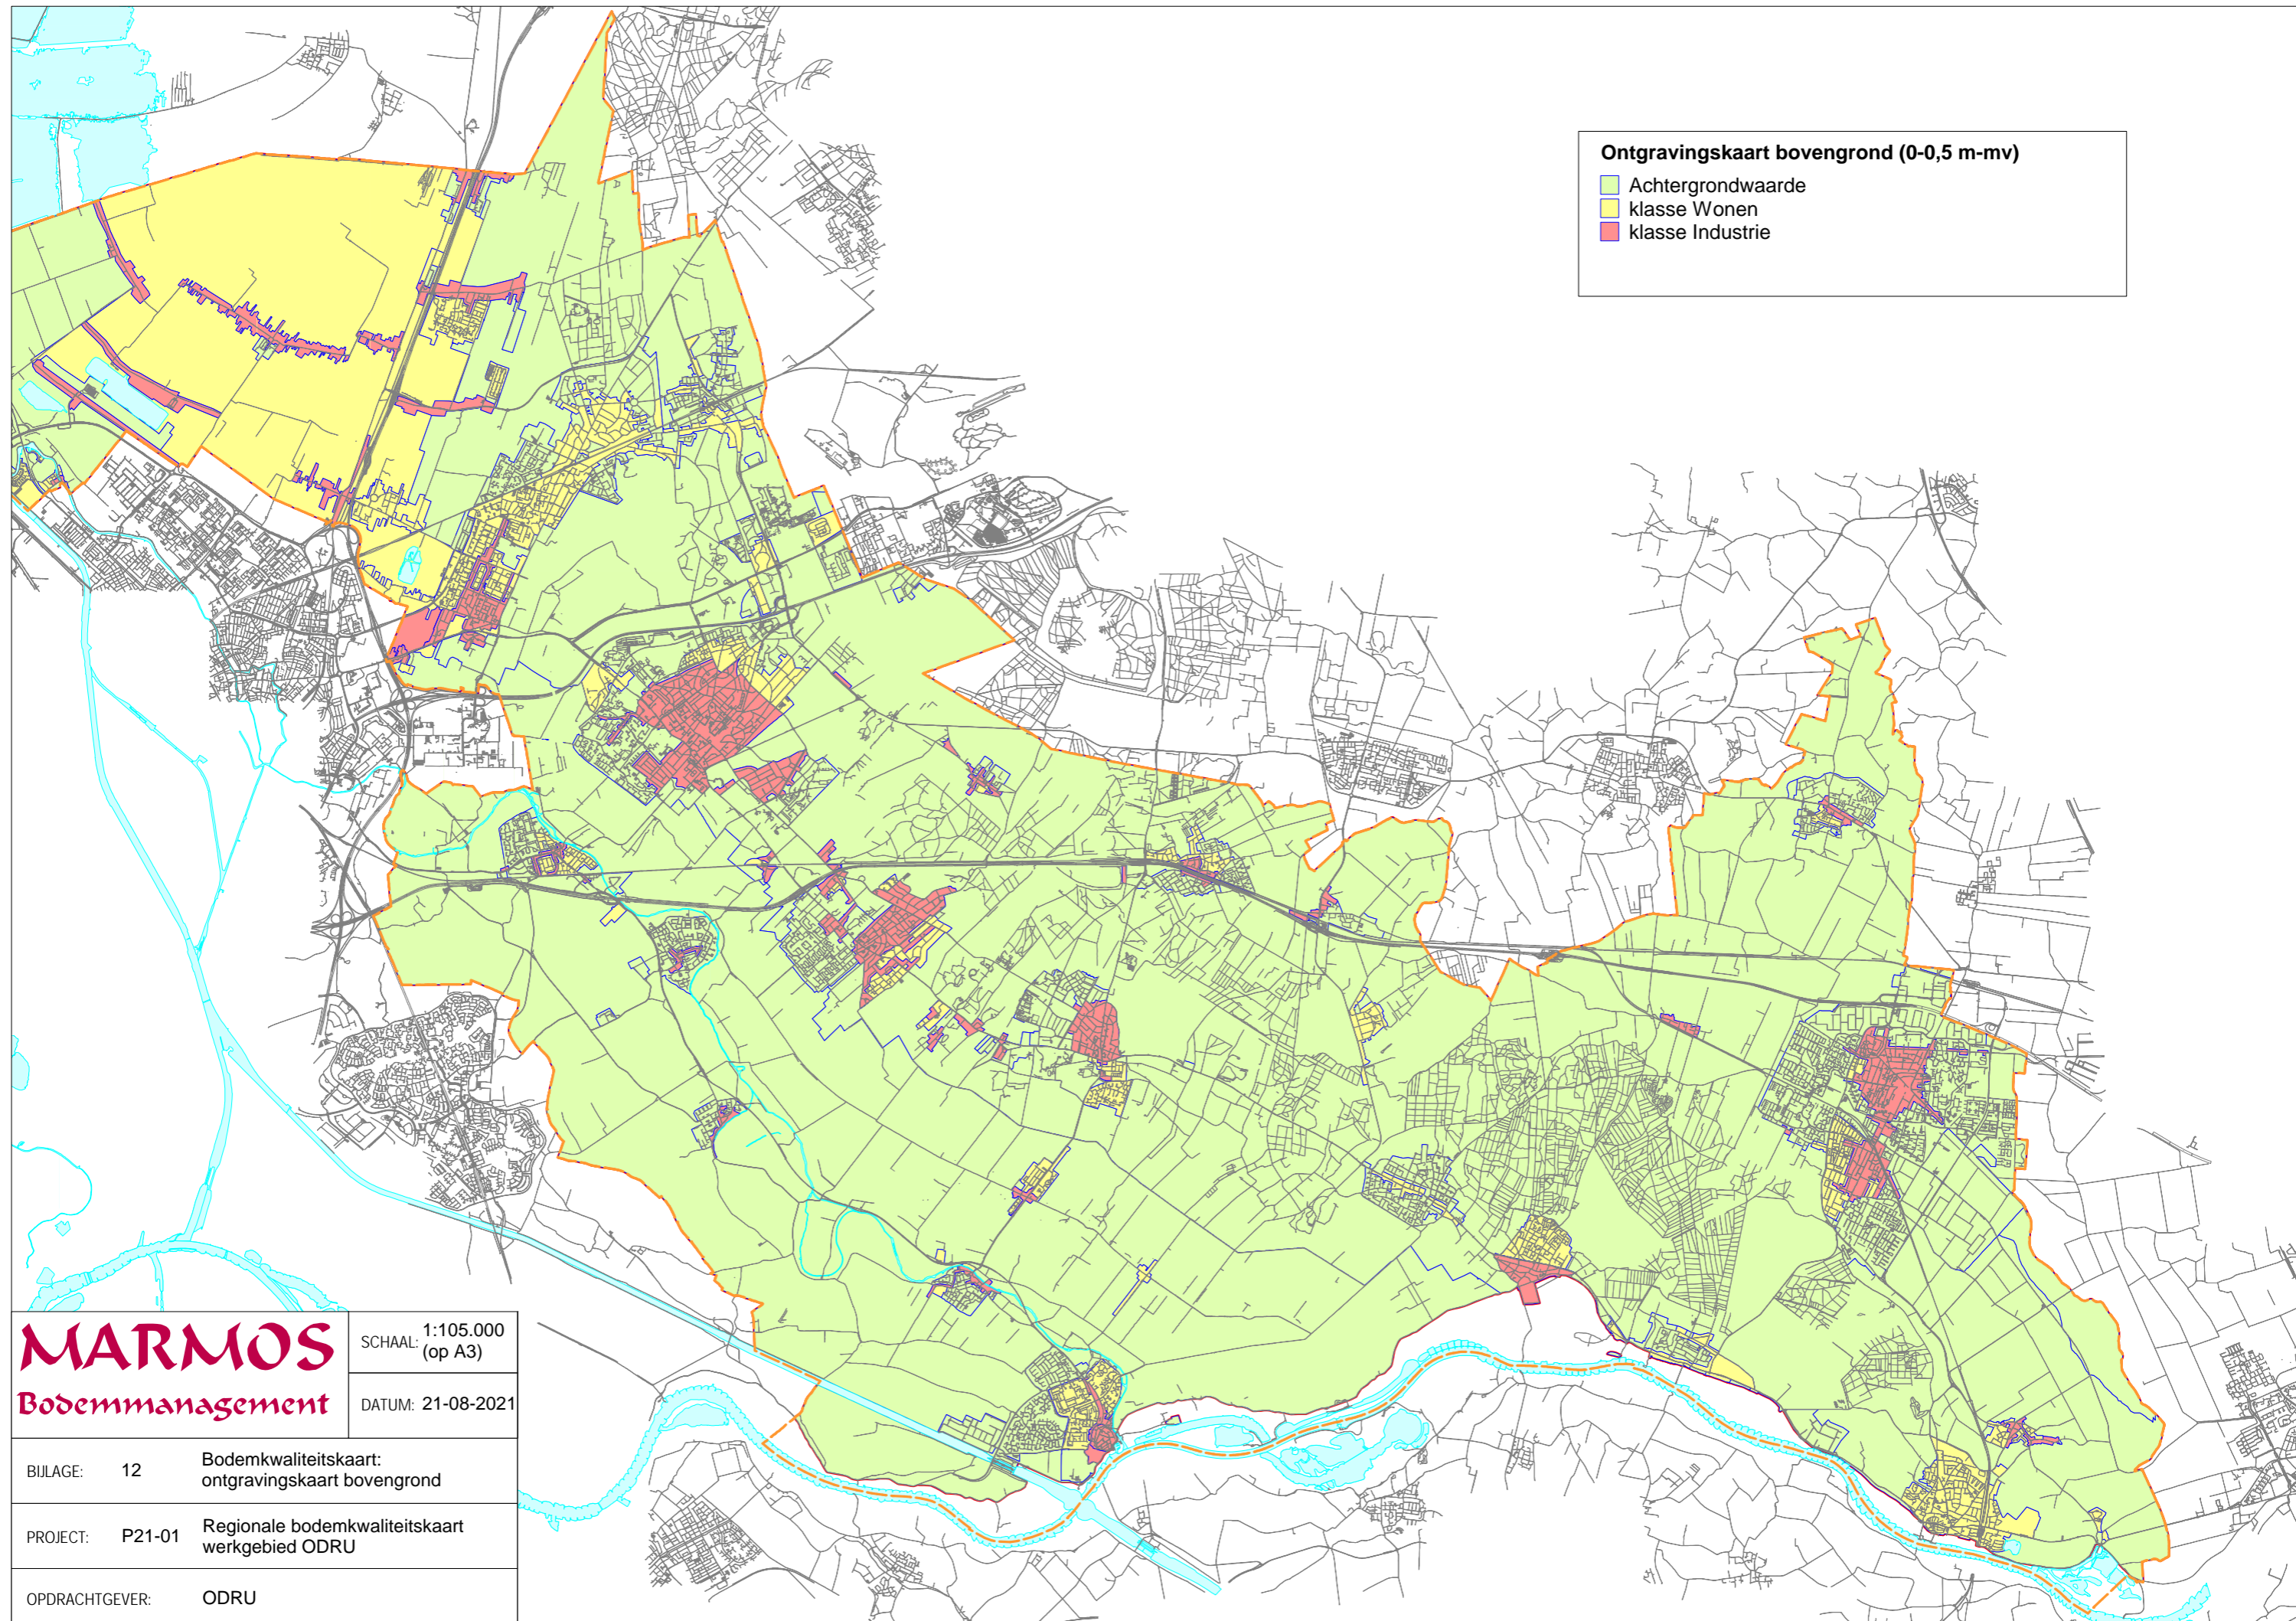 Ontgravingskaart bovengrond (0-0,5 m-mv)
Achtergrondwaarde
klasse Wonen
klasse Industrie
MARMOS
Bodemmanagement
SCHAAL: 1:105.000
(op A3)
DATUM: 21-08-2021
BIJLAGE: 12 Bodemkwaliteitskaart:
ontgravingskaart bovengrond
PROJECT: P21-01 Regionale bodemkwaliteitskaart
werkgebied ODRU
OPDRACHTGEVER: ODRU